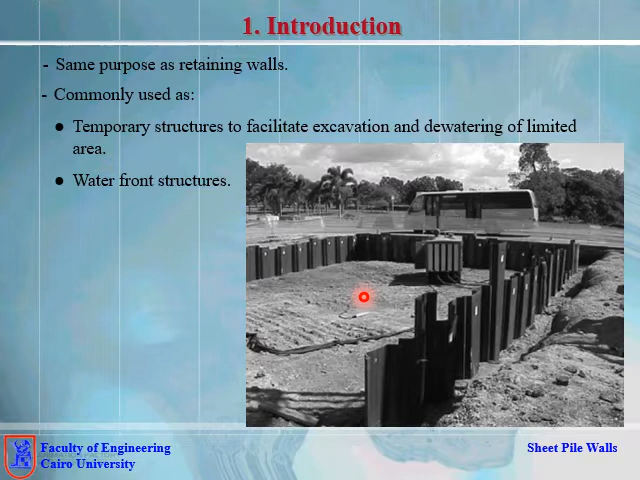 1. Introduction
- Same purpose as retaining walls.
- Commonly used as:
● Temporary structures to facilitate excavation and dewatering of limited
area.
● Water front structures.
Faculty of Engineering
Cairo University
Sheet Pile Walls